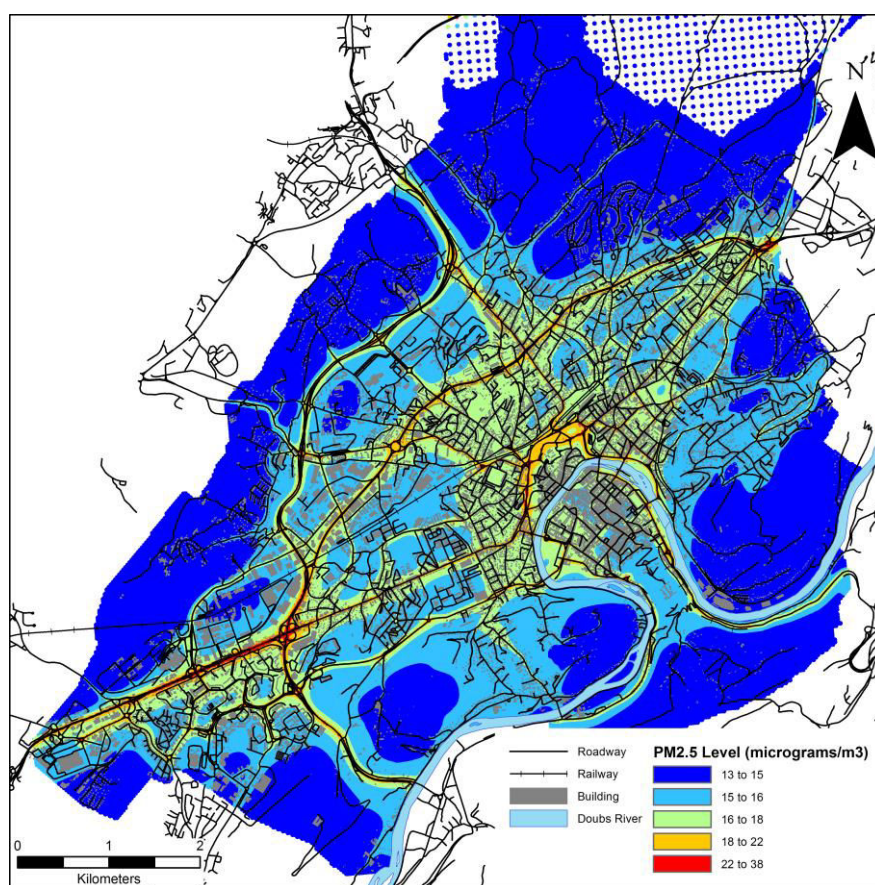 N
Roadway
Railway
Building
Doubs River
PM2.5 Level (micrograms/m3)
13 to 15
15 to 16
16 to 18
18 to 22
22 to 38
0 1 2
Kilometers